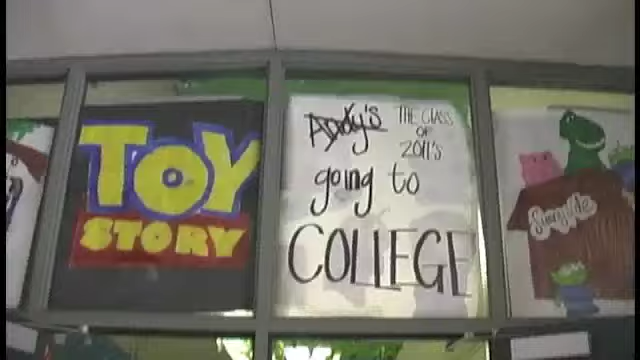 TOY
STORY
Andy's THE CLASS
OF
2011's
going to
COLLEGE
Sunnyside